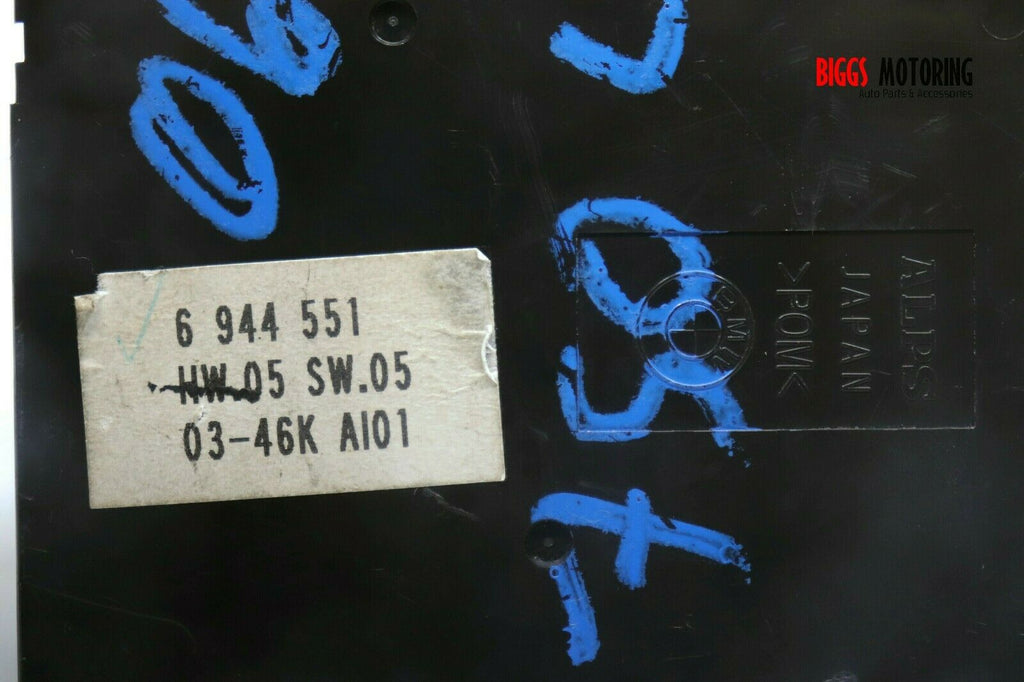 BIGGS MOTORING
Auto Parts & Accessories
6 944 551
HW.05 SW.05
03-46K AI01
ALPS
JAPAN
>POM<
BMW